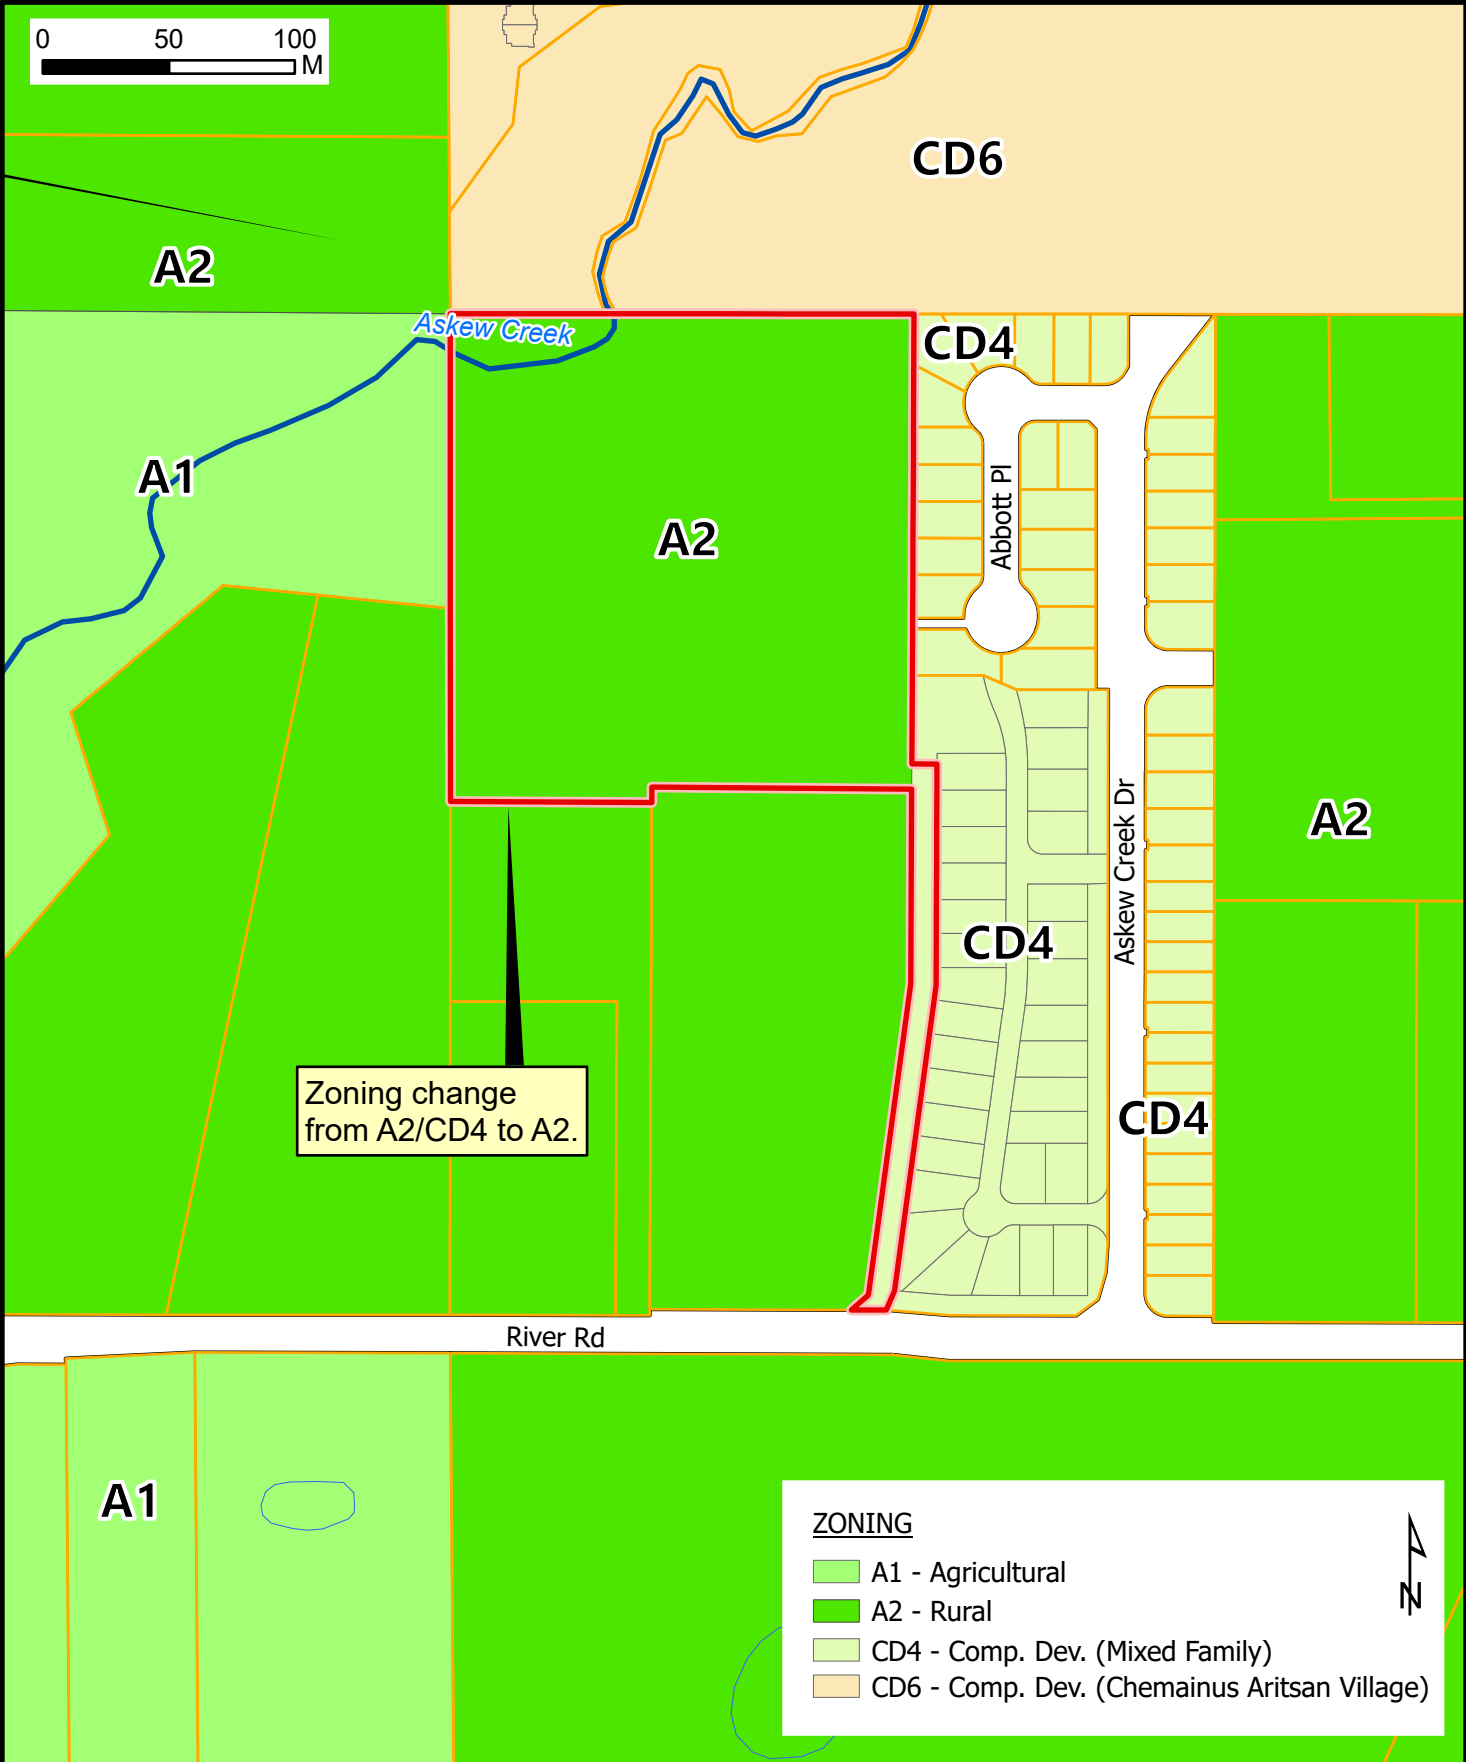 0 50 100
M
CD6
A2
Askew Creek
CD4
A1
Abbott Pl
A2
Askew Creek Dr
A2
CD4
Zoning change
from A2/CD4 to A2.
CD4
River Rd
A1
ZONING
A1 - Agricultural
A2 - Rural
CD4 - Comp. Dev. (Mixed Family)
CD6 - Comp. Dev. (Chemainus Aritsan Village)
N